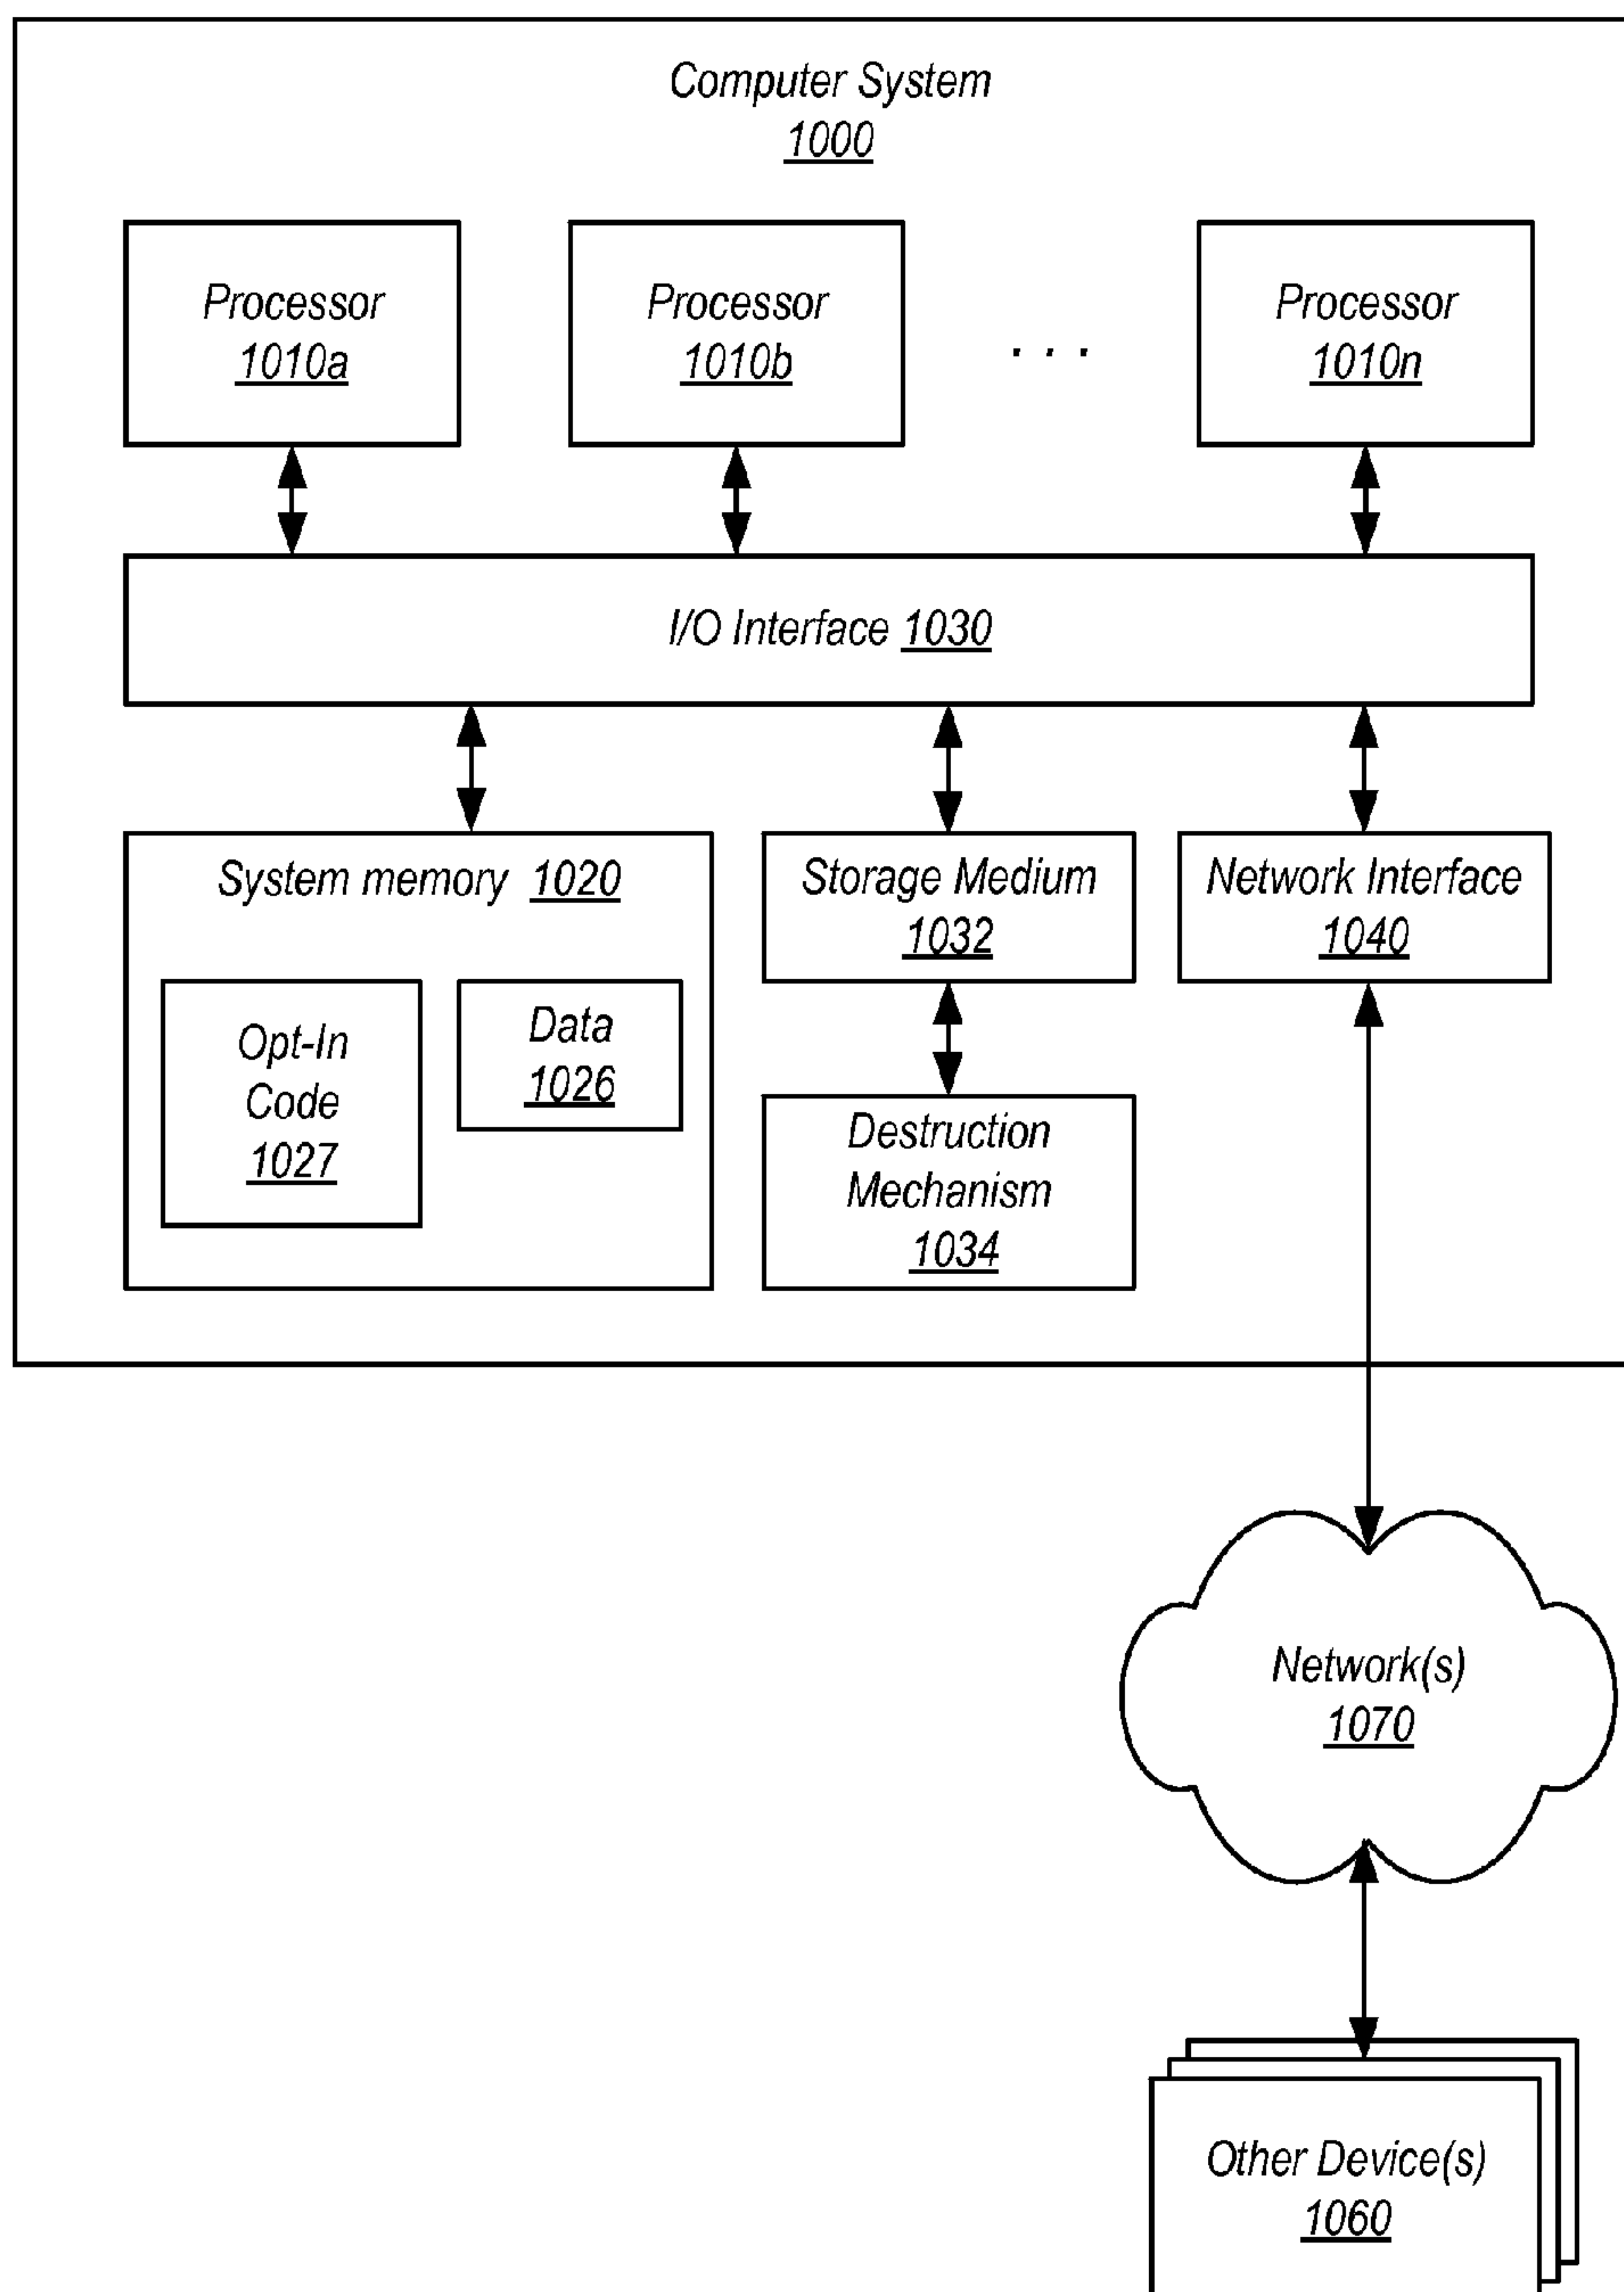 Computer System
1000
Processor
1010a
Processor
1010b
. . .
Processor
1010n
I/O Interface 1030
System memory 1020
Opt-In
Code
1027
Data
1026
Storage Medium
1032
Network Interface
1040
Destruction
Mechanism
1034
Network(s)
1070
Other Device(s)
1060